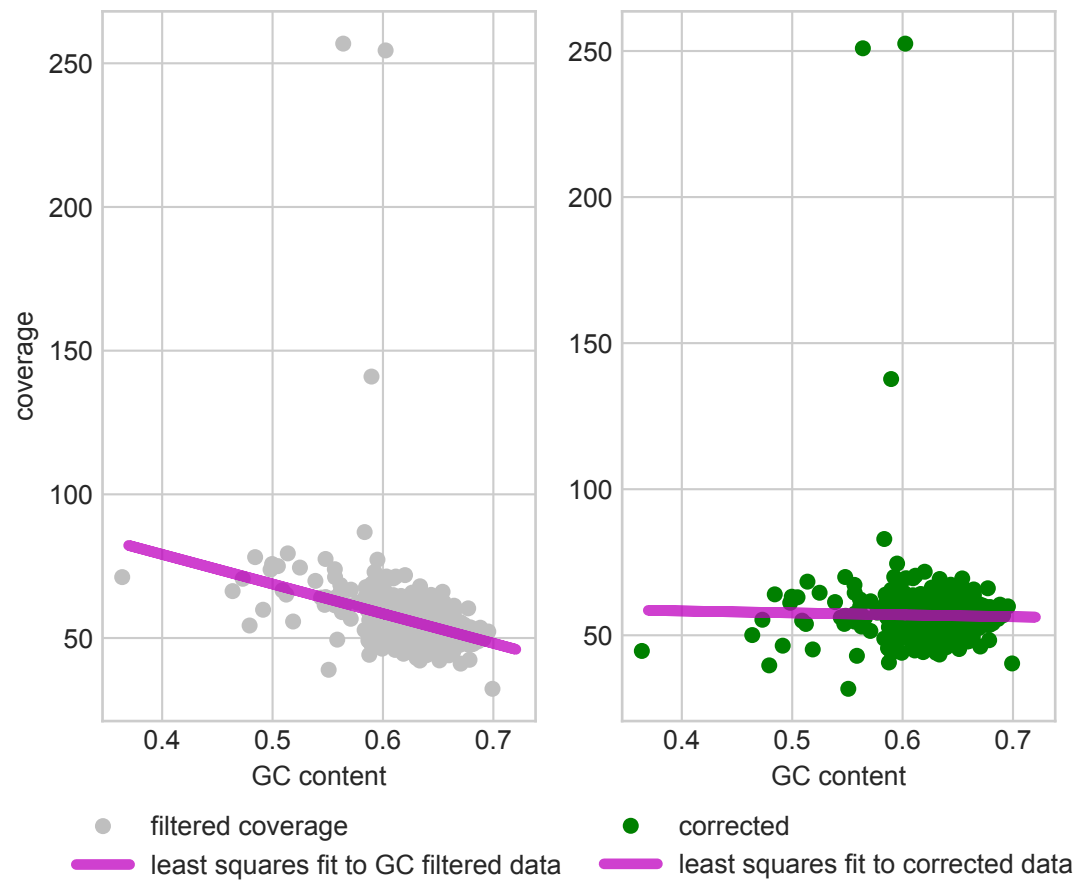 coverage
250
200
150
100
50
0.4 0.5 0.6 0.7
GC content
250
200
150
100
50
0.4 0.5 0.6 0.7
GC content
filtered coverage
least squares fit to GC filtered data
corrected
least squares fit to corrected data